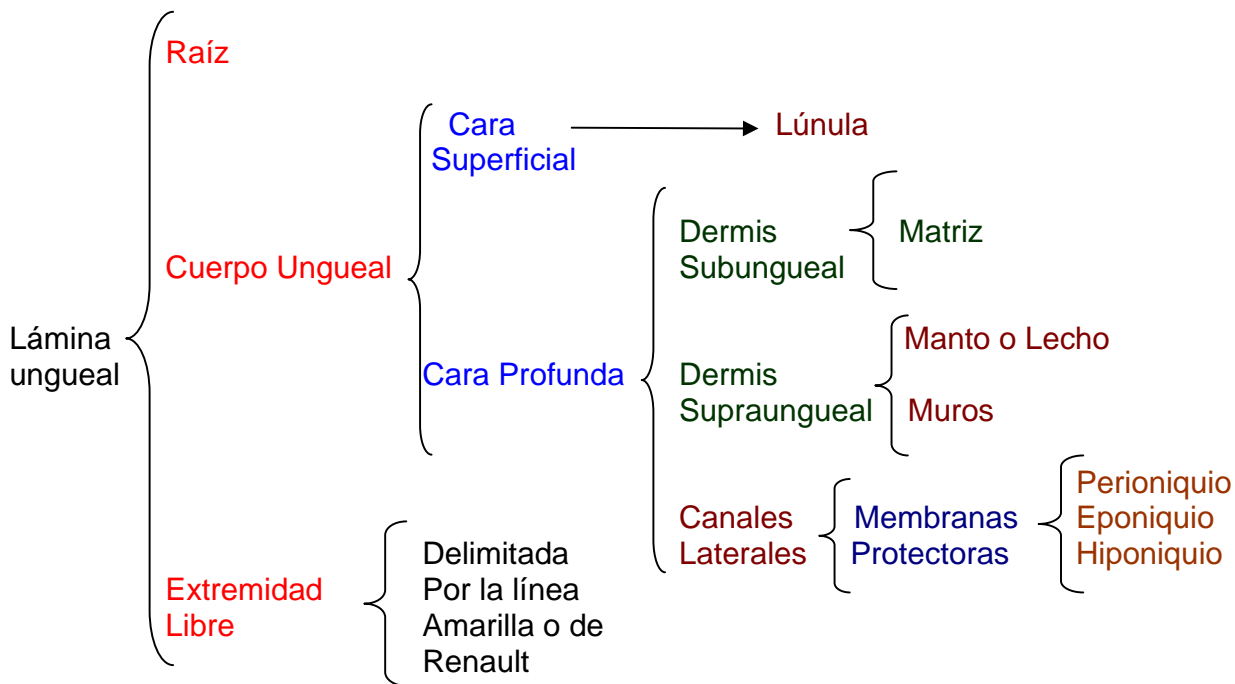 Lámina
ungueal
Raíz
Cuerpo Ungueal
Cara
Superficial
Lúnula
Cara Profunda
Dermis
Subungueal
Matriz
Dermis
Supraungueal
Manto o Lecho
Muros
Canales
Laterales
Membranas
Protectoras
Perioniquio
Eponiquio
Hiponiquio
Extremidad
Libre
Delimitada
Por la línea
Amarilla o de
Renault